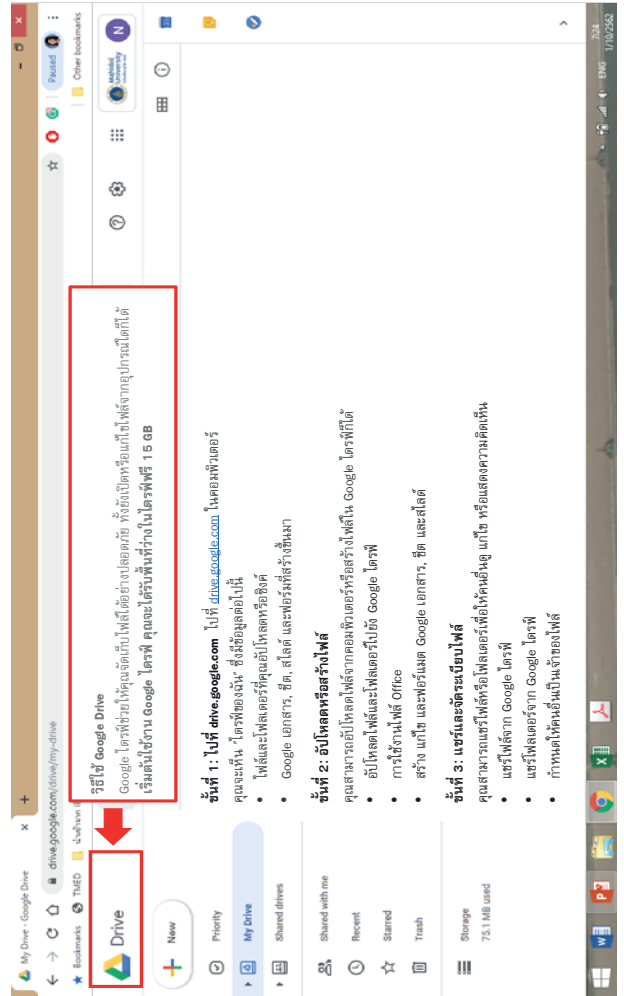 My Drive - Google Drive
drive.google.com/drive/my-drive
Paused
Bookmarks
TMED
Other bookmarks
Drive
Mahidol
University
N
New
Priority
My Drive
Shared drives
Shared with me
Recent
Starred
Trash
Storage
75.1 MB used
วิธีใช้ Google Drive
Google ไดรฟ์ช่วยให้คุณจัดเก็บไฟล์ได้อย่างปลอดภัย ทั้งยังเปิดหรือแก้ไขไฟล์จากอุปกรณ์ใดก็ได้
เริ่มต้นใช้งาน Google ไดรฟ์ คุณจะได้รับพื้นที่ว่างในไดรฟ์ฟรี 15 GB
ขั้นที่ 1: ไปที่ drive.google.com ไปที่ drive.google.com ในคอมพิวเตอร์
คุณจะเห็น "ไดรฟ์ของฉัน" ซึ่งมีข้อมูลต่อไปนี้
• ไฟล์และโฟลเดอร์ที่คุณอัปโหลดหรือซิงค์
• Google เอกสาร, ชีต, สไลด์ และฟอร์มที่สร้างขึ้นมา
ขั้นที่ 2: อัปโหลดหรือสร้างไฟล์
คุณสามารถอัปโหลดไฟล์จากคอมพิวเตอร์หรือสร้างไฟล์ใน Google ไดรฟ์ก็ได้
• อัปโหลดไฟล์และโฟลเดอร์ไปยัง Google ไดรฟ์
• การใช้งานไฟล์ Office
• สร้าง แก้ไข และฟอร์แมต Google เอกสาร, ชีต และสไลด์
ขั้นที่ 3: แชร์และจัดระเบียบไฟล์
คุณสามารถแชร์ไฟล์หรือโฟลเดอร์เพื่อให้คนอื่นดู แก้ไข หรือแสดงความคิดเห็น
• แชร์ไฟล์จาก Google ไดรฟ์
• แชร์โฟลเดอร์จาก Google ไดรฟ์
• กำหนดให้คนอื่นเป็นเจ้าของไฟล์
ENG
7:24
1/10/2562